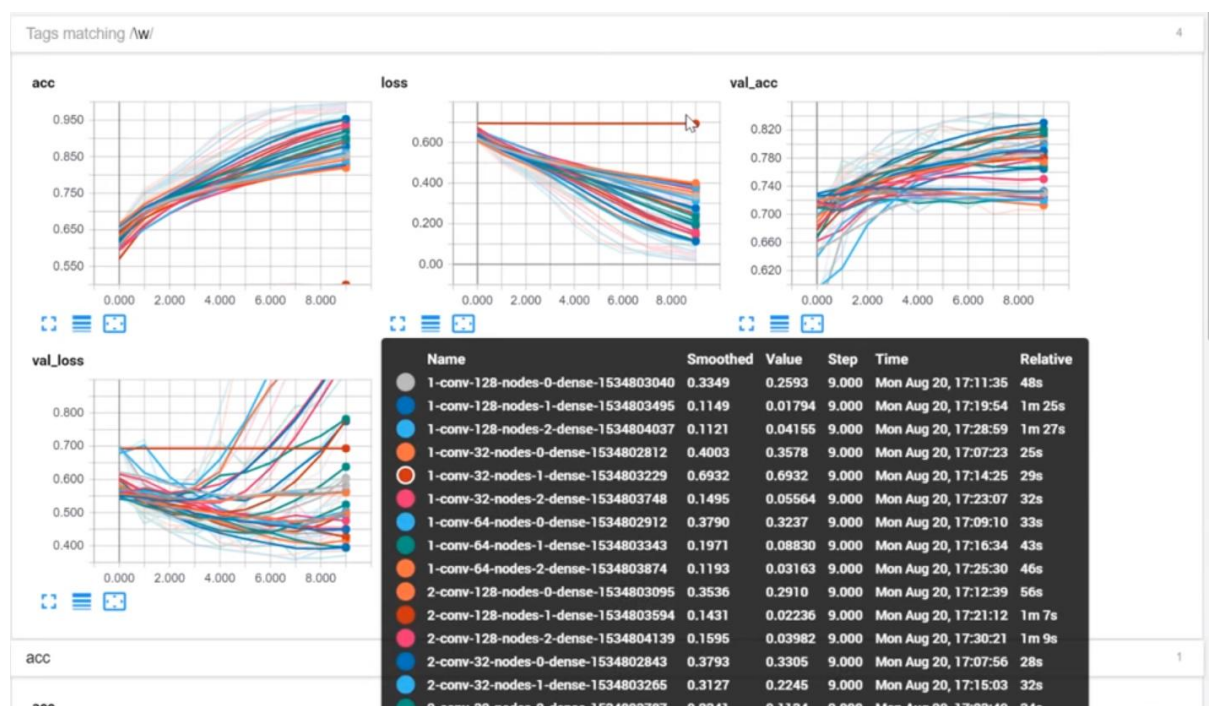 Tags matching /\w/
4
acc
0.950
0.850
0.750
0.650
0.550
0.000 2.000 4.000 6.000 8.000
loss
0.600
0.400
0.200
0.00
0.000 2.000 4.000 6.000 8.000
val_acc
0.820
0.780
0.740
0.700
0.660
0.620
0.000 2.000 4.000 6.000 8.000
val_loss
0.800
0.700
0.600
0.500
0.400
0.000 2.000 4.000 6.000 8.000
Name Smoothed Value Step Time Relative
1-conv-128-nodes-0-dense-1534803040 0.3349 0.2593 9.000 Mon Aug 20, 17:11:35 48s
1-conv-128-nodes-1-dense-1534803495 0.1149 0.01794 9.000 Mon Aug 20, 17:19:54 1m 25s
1-conv-128-nodes-2-dense-1534804037 0.1121 0.04155 9.000 Mon Aug 20, 17:28:59 1m 27s
1-conv-32-nodes-0-dense-1534802812 0.4003 0.3578 9.000 Mon Aug 20, 17:07:23 25s
1-conv-32-nodes-1-dense-1534803229 0.6932 0.6932 9.000 Mon Aug 20, 17:14:25 29s
1-conv-32-nodes-2-dense-1534803748 0.1495 0.05564 9.000 Mon Aug 20, 17:23:07 32s
1-conv-64-nodes-0-dense-1534802912 0.3790 0.3237 9.000 Mon Aug 20, 17:09:10 33s
1-conv-64-nodes-1-dense-1534803343 0.1971 0.08830 9.000 Mon Aug 20, 17:16:34 43s
1-conv-64-nodes-2-dense-1534803874 0.1193 0.03163 9.000 Mon Aug 20, 17:25:30 46s
2-conv-128-nodes-0-dense-1534803095 0.3536 0.2910 9.000 Mon Aug 20, 17:12:39 56s
2-conv-128-nodes-1-dense-1534803594 0.1431 0.02236 9.000 Mon Aug 20, 17:21:12 1m 7s
2-conv-128-nodes-2-dense-1534804139 0.1595 0.03982 9.000 Mon Aug 20, 17:30:21 1m 9s
2-conv-32-nodes-0-dense-1534802843 0.3793 0.3305 9.000 Mon Aug 20, 17:07:56 28s
2-conv-32-nodes-1-dense-1534803265 0.3127 0.2245 9.000 Mon Aug 20, 17:15:03 32s
acc
1